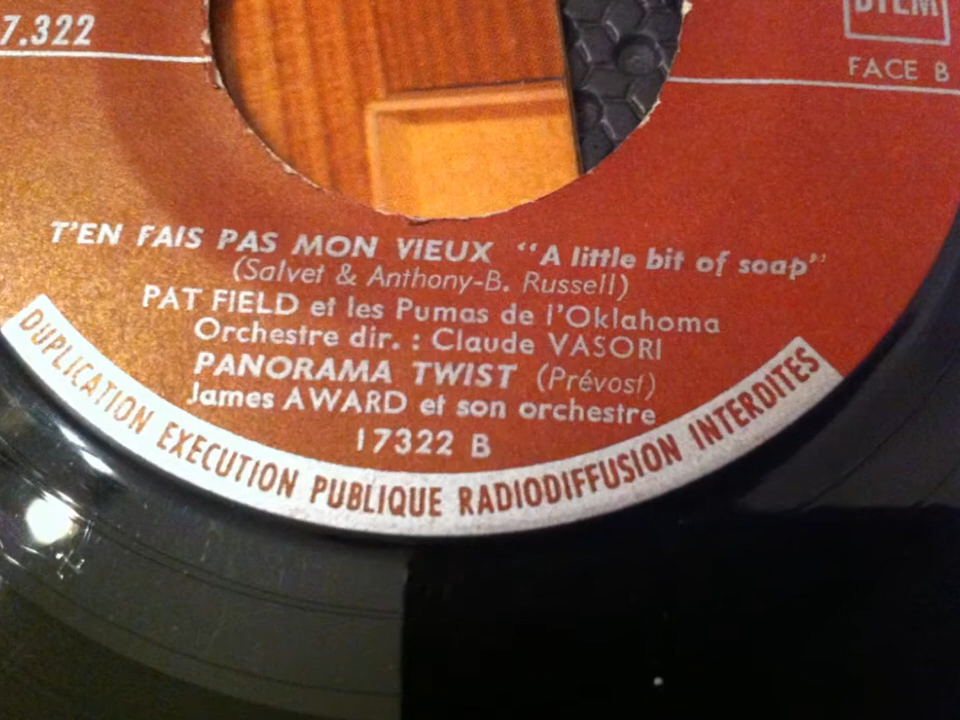 7.322
BIEM
FACE B
T'EN FAIS PAS MON VIEUX "A little bit of soap"
(Salvet & Anthony-B. Russell)
PAT FIELD et les Pumas de l'Oklahoma
Orchestre dir. : Claude VASORI
PANORAMA TWIST (Prévost)
James AWARD et son orchestre
17322 B
DUPLICATION EXECUTION PUBLIQUE RADIODIFFUSION INTERDITES